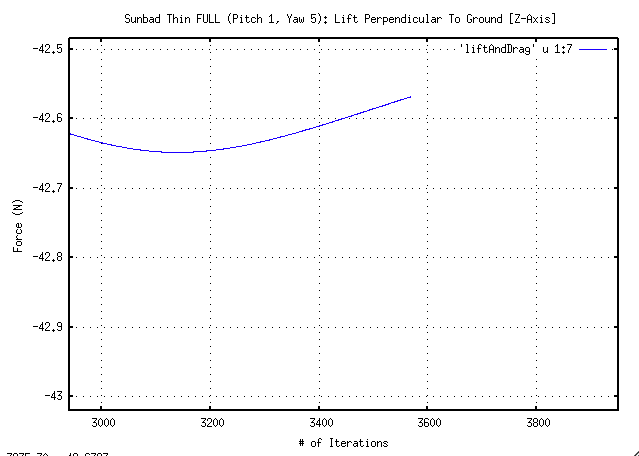 Sunbad Thin FULL (Pitch 1, Yaw 5): Lift Perpendicular To Ground [Z-Axis]
'liftAndDrag' u 1:7
-42.5
-42.6
-42.7
-42.8
-42.9
-43
Force (N)
3000 3200 3400 3600 3800
# of Iterations